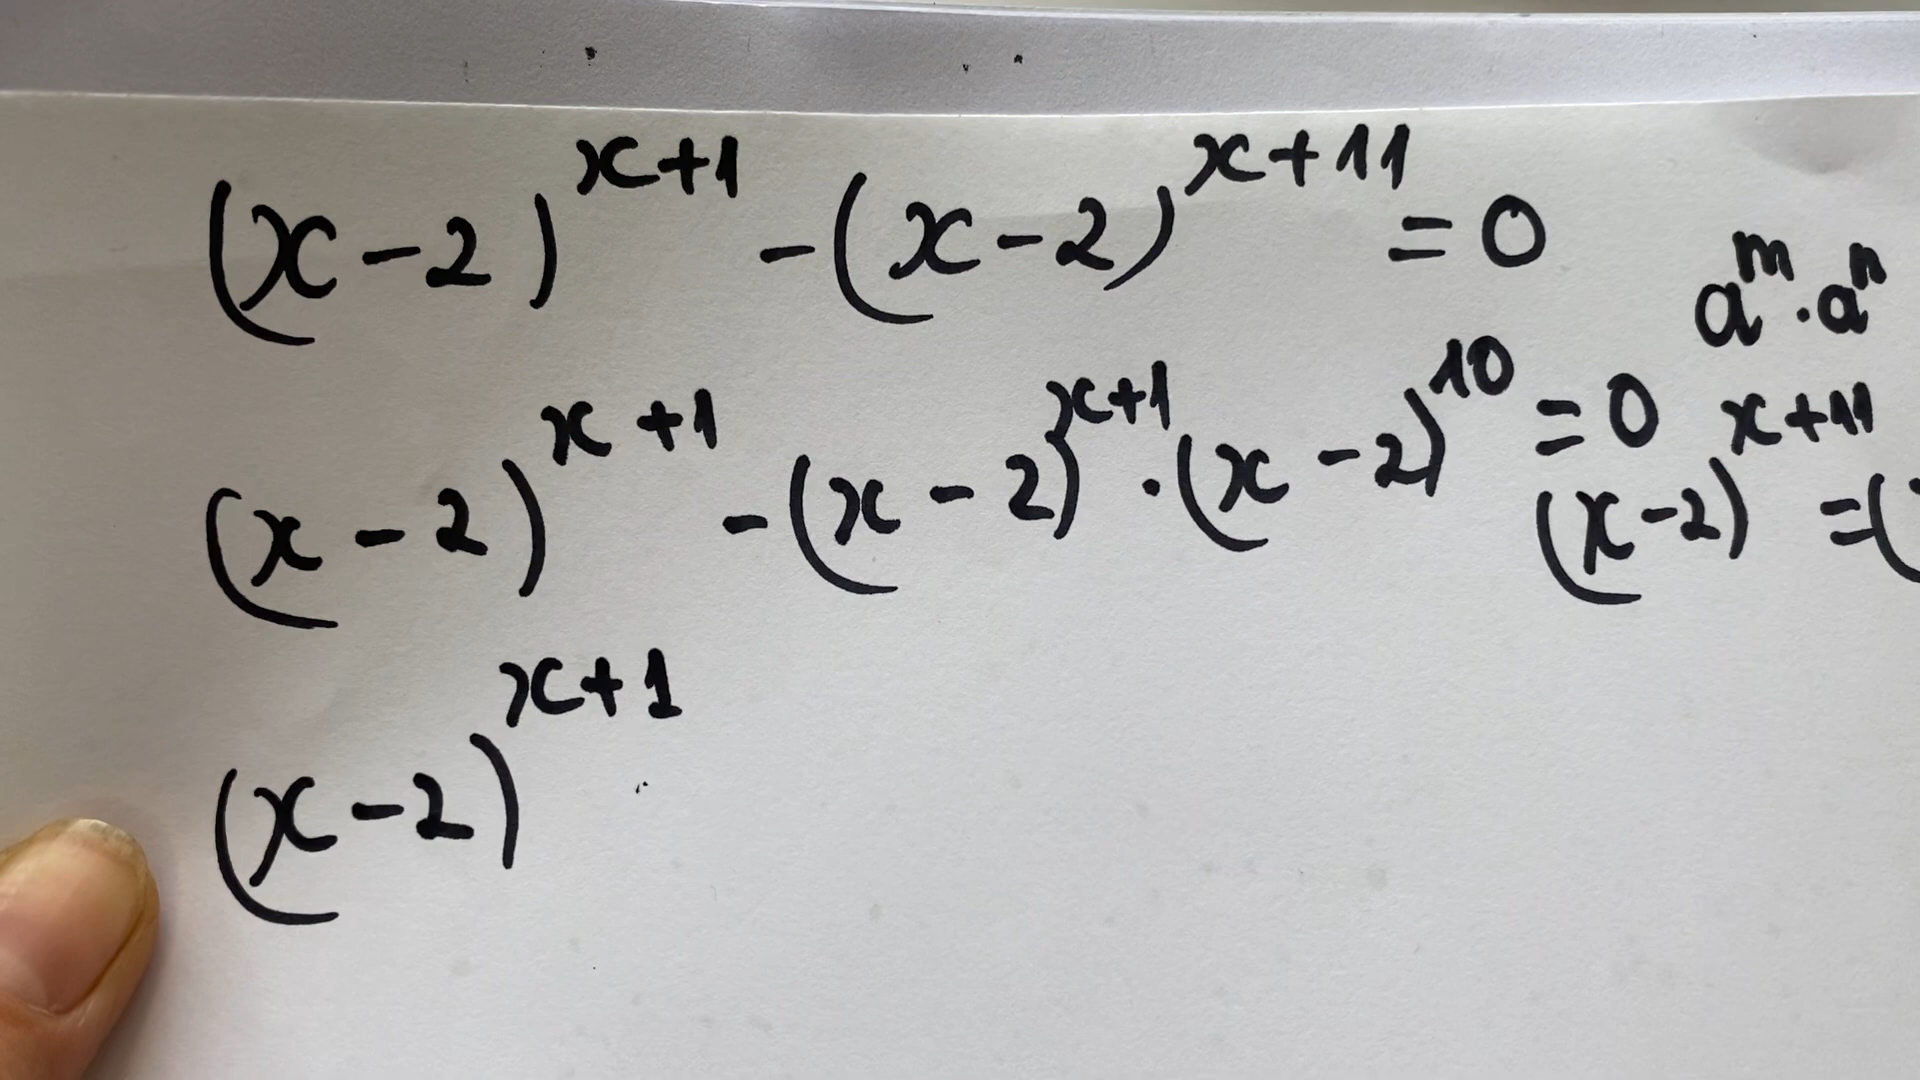 (x-2)^{x+1} - (x-2)^{x+11} = 0
a^m . a^n
(x-2)^{x+1} - (x-2)^{x+1} . (x-2)^{10} = 0
(x-2)^{x+11} = (
(x-2)^{x+1}